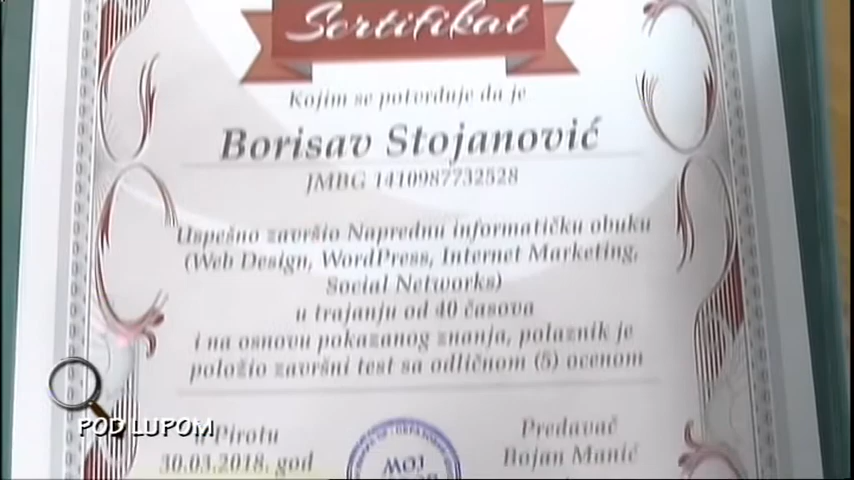 Sertifikat
Kojim se potvrđuje da je
Borisav Stojanović
JMBG 1410987732528
Uspešno završio Naprednu informatičku obuku
(Web Design, WordPress, Internet Marketing,
Social Networks)
u trajanju od 40 časova
i na osnovu pokazanog znanja, polaznik je
položio završni test sa odličnom (5) ocenom
Pirotu
30.03.2018. god
Predavač
Bojan Manić
POD LUPOM